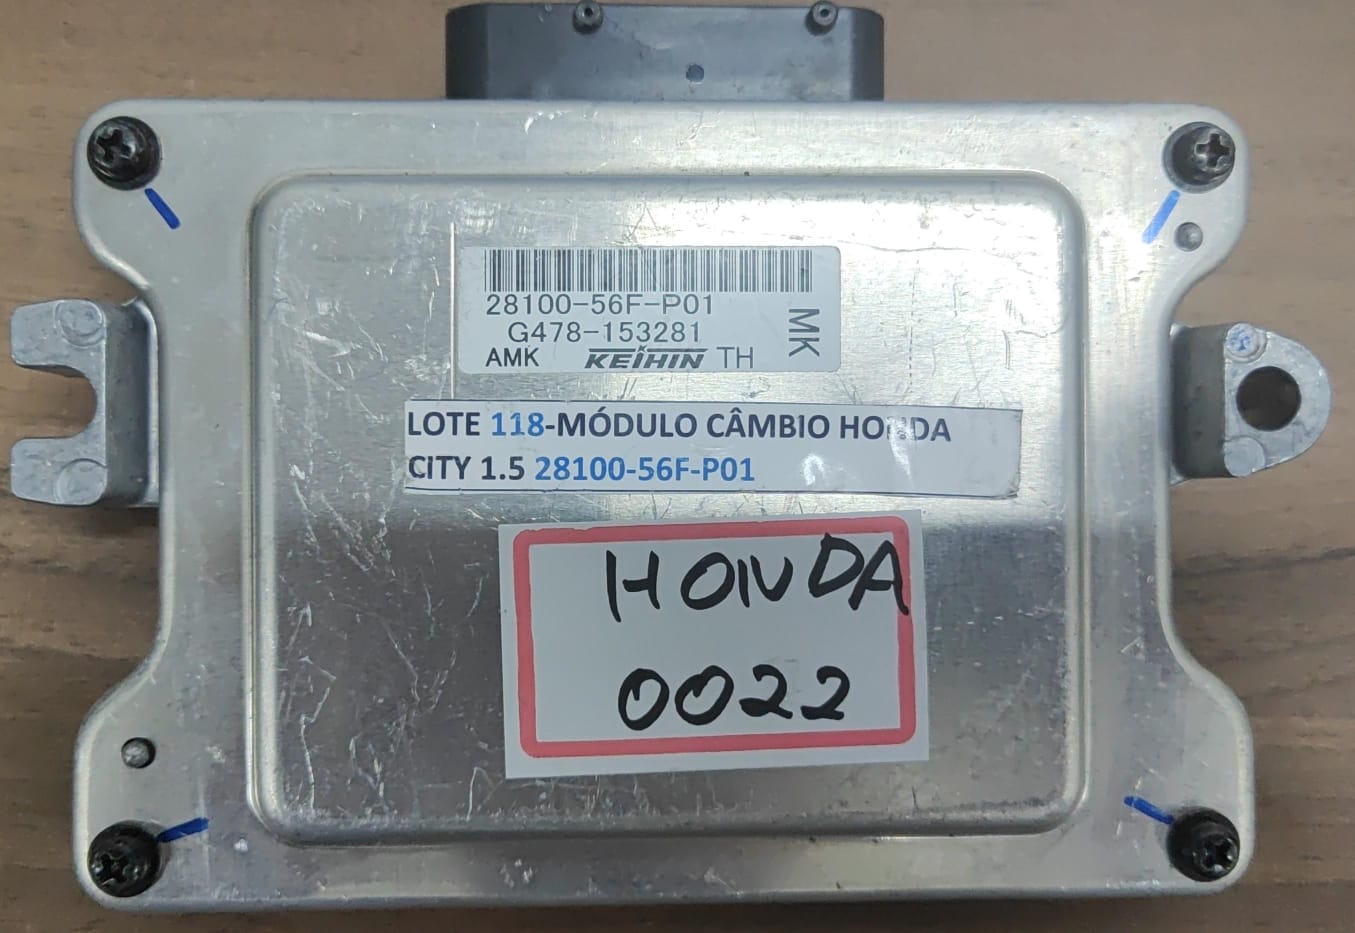 28100-56F-P01
G478-153281
AMK KEIHIN TH
MK
LOTE 118-MÓDULO CÂMBIO HONDA
CITY 1.5 28100-56F-P01
HONDA
0022